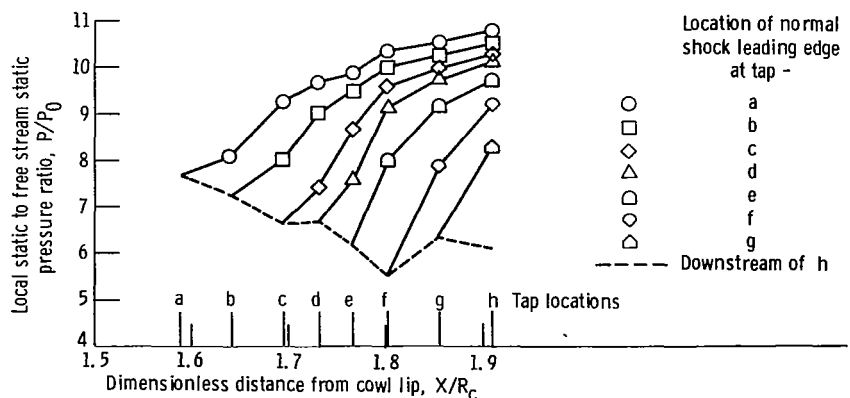 Local static to free stream static
pressure ratio, P/P0
11
10
9
8
7
6
5
4
a b c d e f g h Tap locations
1.5 1.6 1.7 1.8 1.9
Dimensionless distance from cowl lip, X/Rc
Location of normal
shock leading edge
at tap -
a
b
c
d
e
f
g
Downstream of h